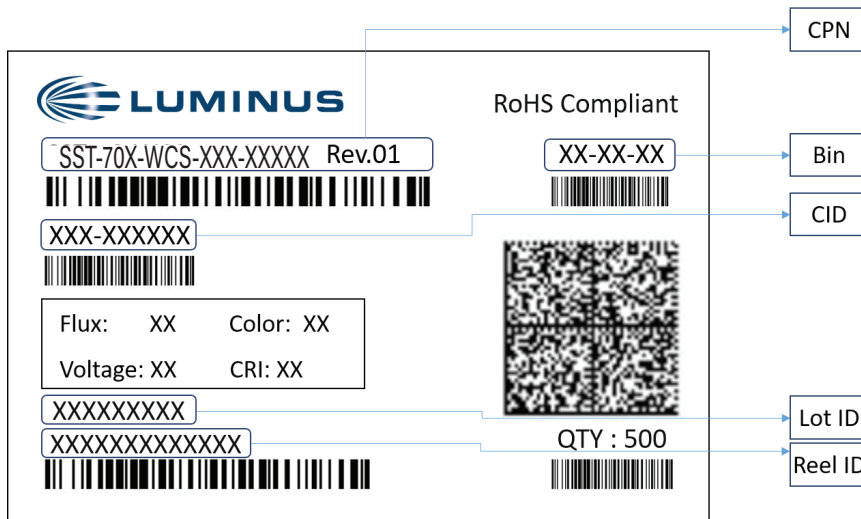 CPN
LUMINUS
RoHS Compliant
SST-70X-WCS-XXX-XXXXX Rev.01
XX-XX-XX
Bin
XXX-XXXXXX
CID
Flux: XX Color: XX
Voltage: XX CRI: XX
XXXXXXXXX
Lot ID
XXXXXXXXXXXXX
QTY : 500
Reel ID